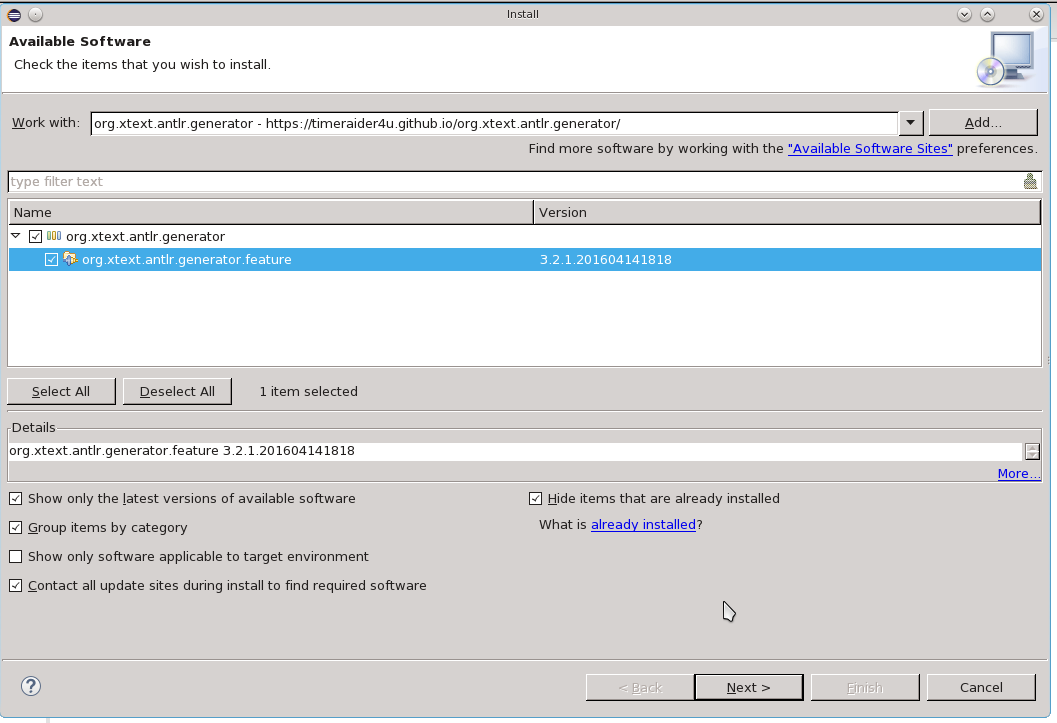 Install
Available Software
Check the items that you wish to install.
Work with: org.xtext.antlr.generator - https://timeraider4u.github.io/org.xtext.antlr.generator/ Add...
Find more software by working with the "Available Software Sites" preferences.
type filter text
Name Version
org.xtext.antlr.generator
org.xtext.antlr.generator.feature 3.2.1.201604141818
Select All Deselect All 1 item selected
Details
org.xtext.antlr.generator.feature 3.2.1.201604141818
More...
Show only the latest versions of available software Hide items that are already installed
Group items by category What is already installed?
Show only software applicable to target environment
Contact all update sites during install to find required software
? < Back Next > Finish Cancel